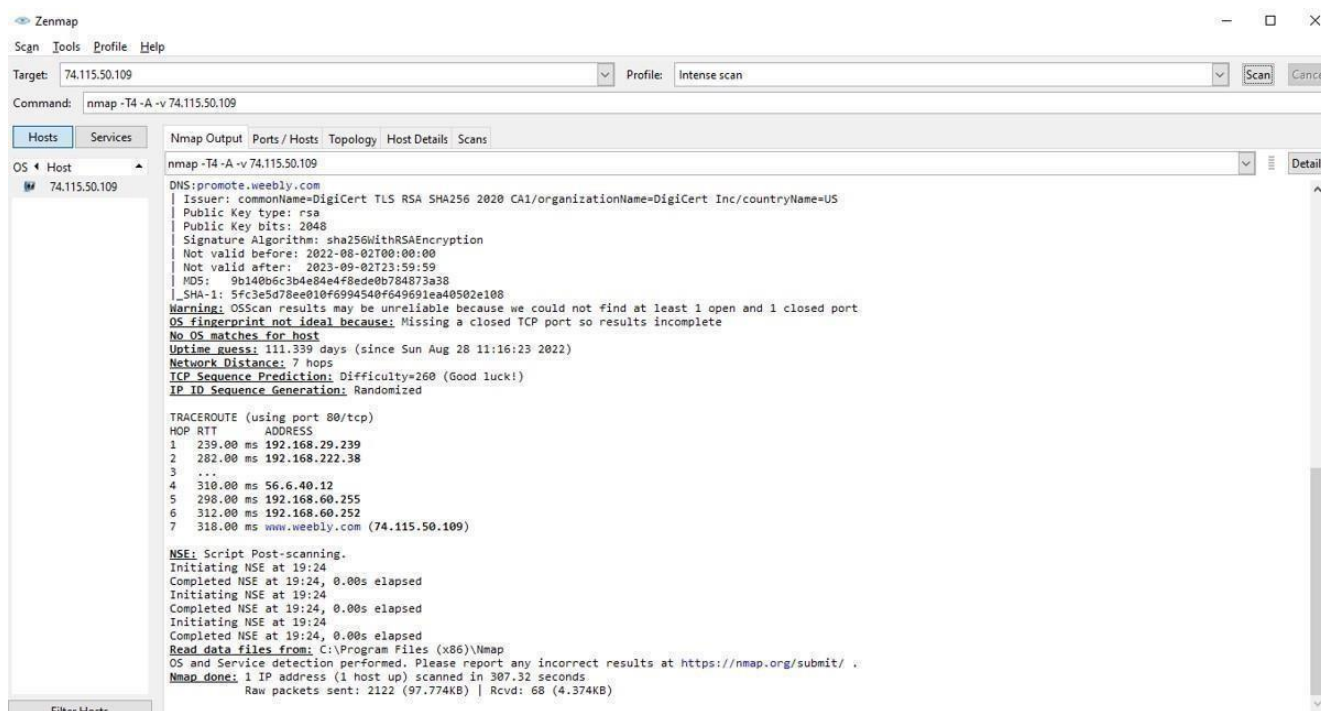 Zenmap
Scan Tools Profile Help
Target: 74.115.50.109 Profile: Intense scan Scan Cance
Command: nmap -T4 -A -v 74.115.50.109
Hosts Services Nmap Output Ports / Hosts Topology Host Details Scans
OS Host nmap -T4 -A -v 74.115.50.109 Detail
74.115.50.109
DNS:promote.weebly.com
| Issuer: commonName=DigiCert TLS RSA SHA256 2020 CA1/organizationName=DigiCert Inc/countryName=US
| Public Key type: rsa
| Public Key bits: 2048
| Signature Algorithm: sha256WithRSAEncryption
| Not valid before: 2022-08-02T00:00:00
| Not valid after: 2023-09-02T23:59:59
| MD5: 9b140b6c3b4e84e4f8ede0b784873a38
|_SHA-1: 5fc3e5d78ee010f6994540f649691ea40502e108
Warning: OSScan results may be unreliable because we could not find at least 1 open and 1 closed port
OS fingerprint not ideal because: Missing a closed TCP port so results incomplete
No OS matches for host
Uptime guess: 111.339 days (since Sun Aug 28 11:16:23 2022)
Network Distance: 7 hops
TCP Sequence Prediction: Difficulty=260 (Good luck!)
IP ID Sequence Generation: Randomized
TRACEROUTE (using port 80/tcp)
HOP RTT ADDRESS
1 239.00 ms 192.168.29.239
2 282.00 ms 192.168.222.38
3 ...
4 310.00 ms 56.6.40.12
5 298.00 ms 192.168.60.255
6 312.00 ms 192.168.60.252
7 318.00 ms www.weebly.com (74.115.50.109)
NSE: Script Post-scanning.
Initiating NSE at 19:24
Completed NSE at 19:24, 0.00s elapsed
Initiating NSE at 19:24
Completed NSE at 19:24, 0.00s elapsed
Initiating NSE at 19:24
Completed NSE at 19:24, 0.00s elapsed
Read data files from: C:\Program Files (x86)\Nmap
OS and Service detection performed. Please report any incorrect results at https://nmap.org/submit/ .
Nmap done: 1 IP address (1 host up) scanned in 307.32 seconds
Raw packets sent: 2122 (97.774KB) | Rcvd: 68 (4.374KB)
Filter Hosts